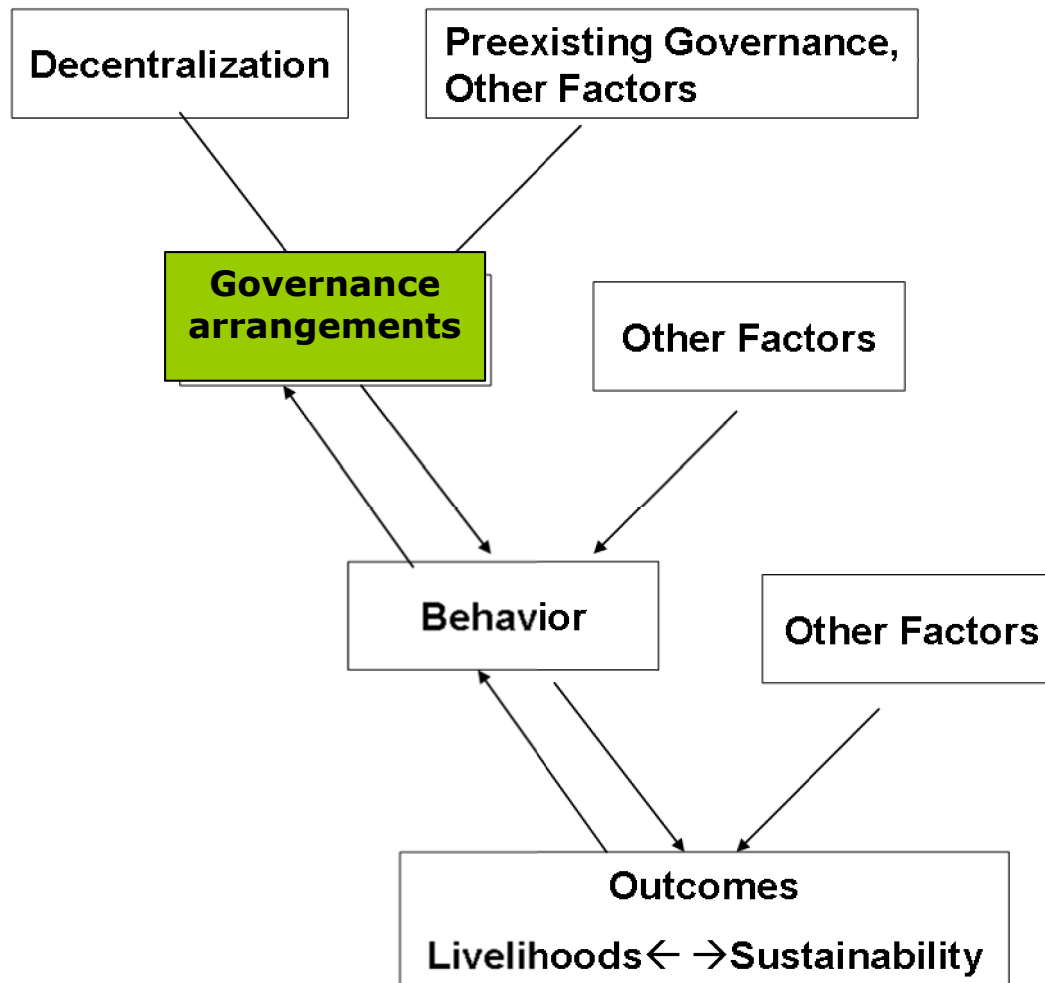 Decentralization
Preexisting Governance,
Other Factors
Governance
arrangements
Other Factors
Behavior
Other Factors
Outcomes
Livelihoods← →Sustainability